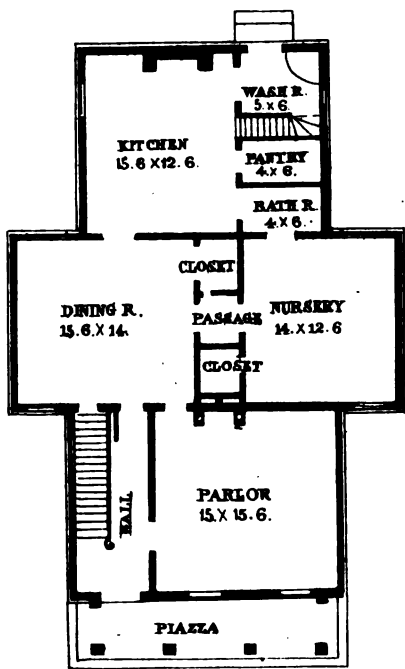 WASH R.
5 × 6.
KITCHEN
15.6 × 12.6.
PANTRY
4 × 6.
BATH R.
4 × 6.
CLOSET
DINING R.
15.6. × 14.
PASSAGE
NURSERY
14. × 12.6
CLOSET
HALL
PARLOR
15. × 15.6.
PIAZZA